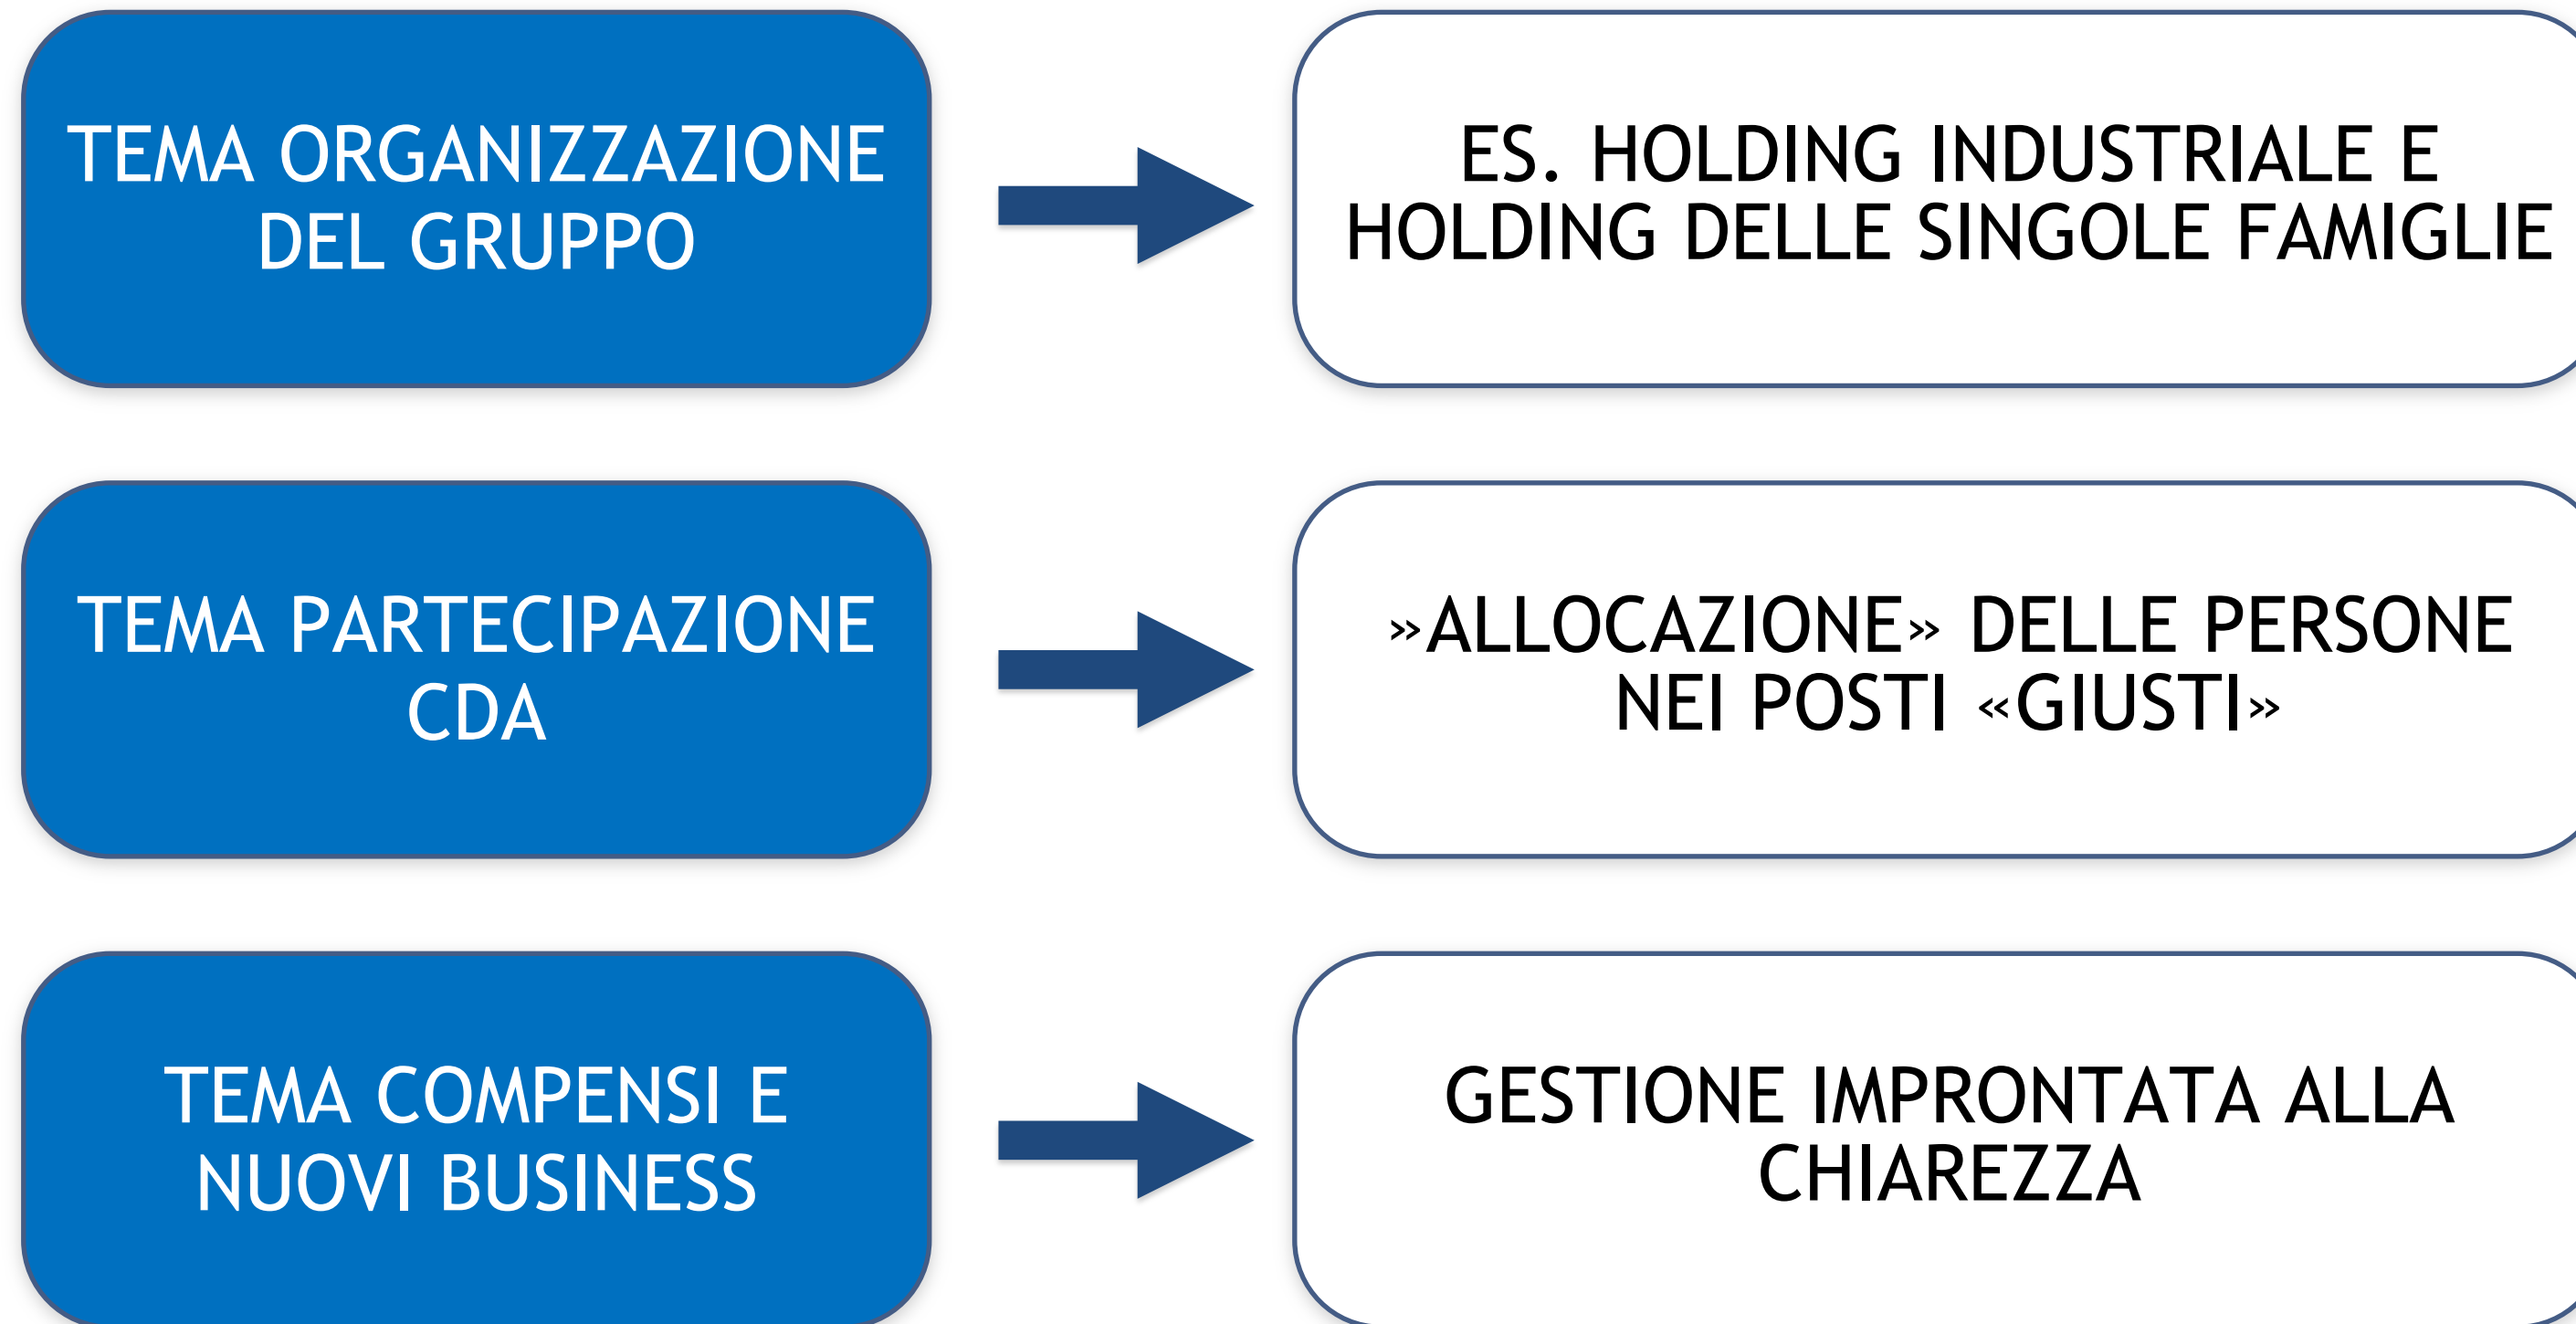 TEMA ORGANIZZAZIONE
DEL GRUPPO
ES. HOLDING INDUSTRIALE E
HOLDING DELLE SINGOLE FAMIGLIE
TEMA PARTECIPAZIONE
CDA
»ALLOCAZIONE» DELLE PERSONE
NEI POSTI «GIUSTI»
TEMA COMPENSI E
NUOVI BUSINESS
GESTIONE IMPRONTATA ALLA
CHIAREZZA